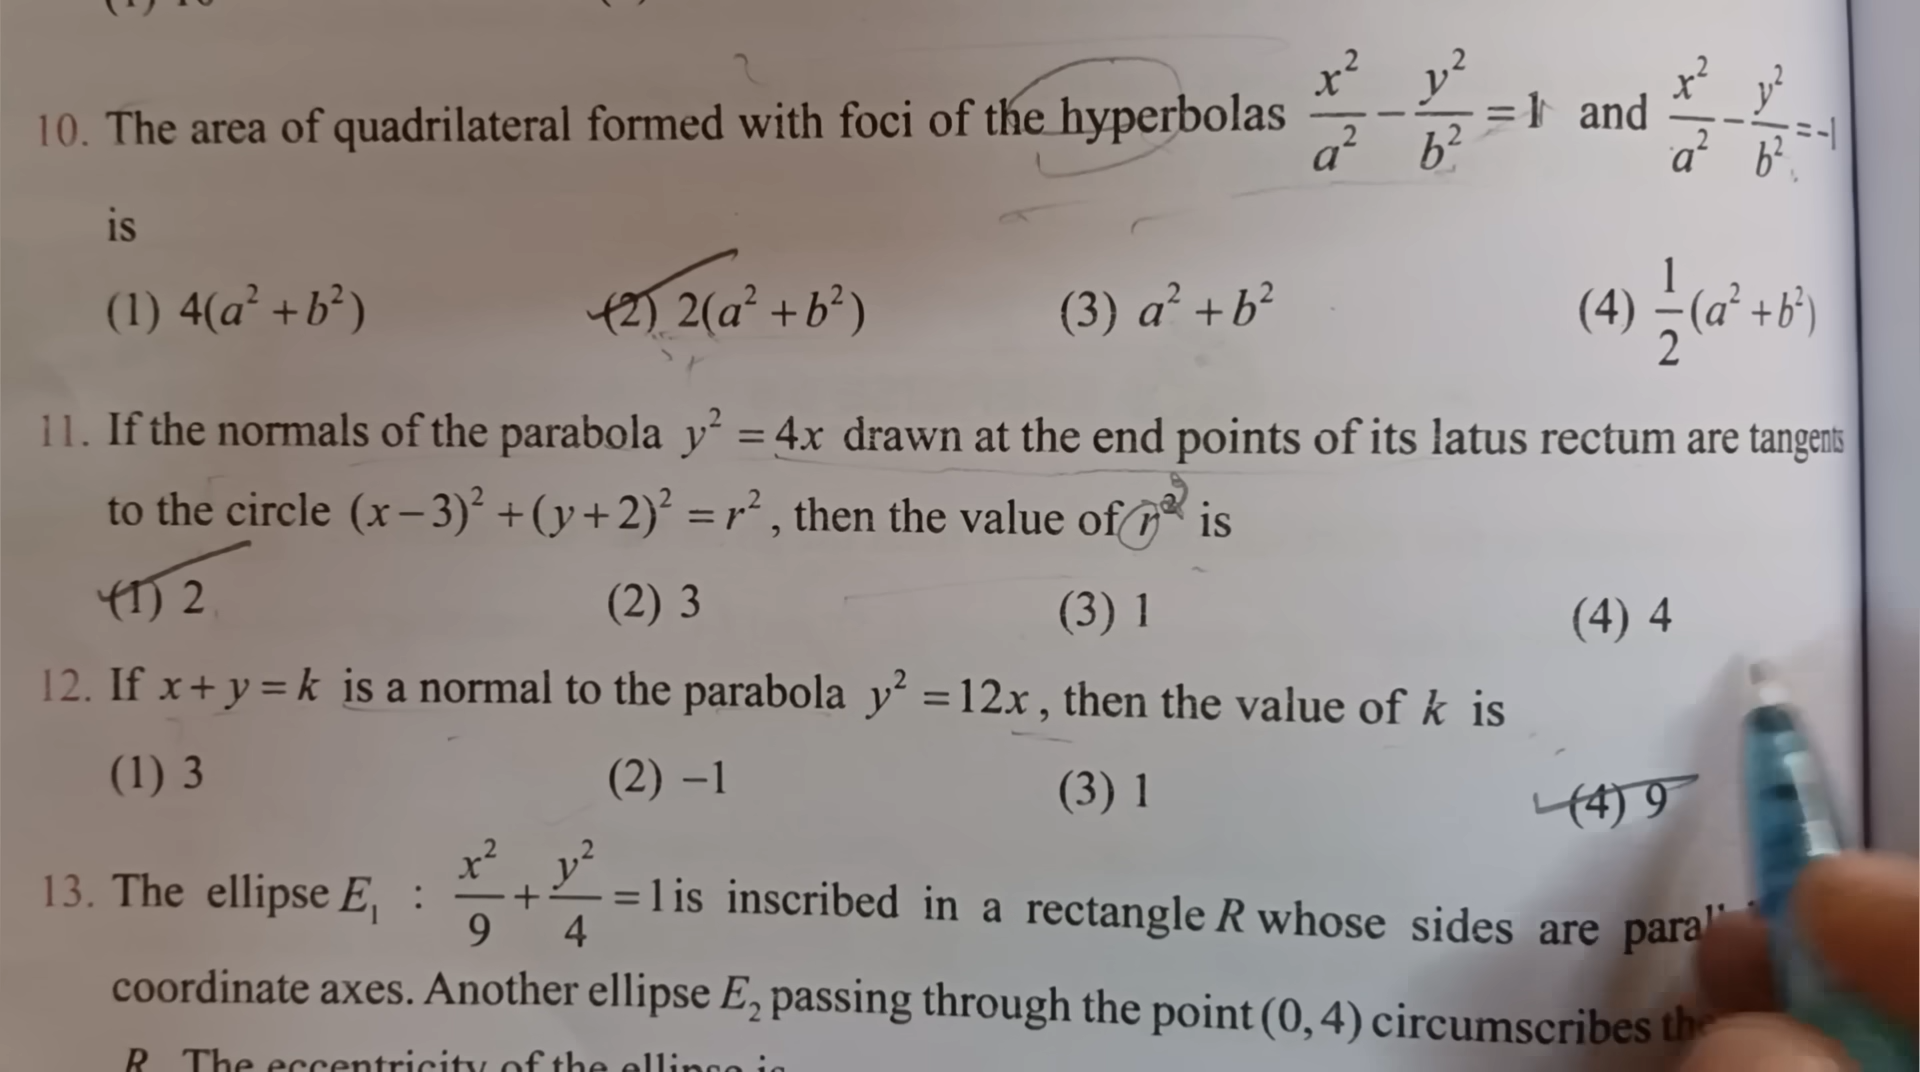 10. The area of quadrilateral formed with foci of the hyperbolas x²/a² − y²/b² = 1 and x²/a² − y²/b² = -1
is
(1) 4(a² + b²) (2) 2(a² + b²) (3) a² + b² (4) 1/2 (a² + b²)
11. If the normals of the parabola y² = 4x drawn at the end points of its latus rectum are tangents
to the circle (x − 3)² + (y + 2)² = r², then the value of r² is
(1) 2 (2) 3 (3) 1 (4) 4
12. If x + y = k is a normal to the parabola y² = 12x, then the value of k is
(1) 3 (2) −1 (3) 1 (4) 9
13. The ellipse E₁ : x²/9 + y²/4 = 1 is inscribed in a rectangle R whose sides are
coordinate axes. Another ellipse E₂ passing through the point (0, 4) circumscribes
R. The eccentricity of the ellipse is